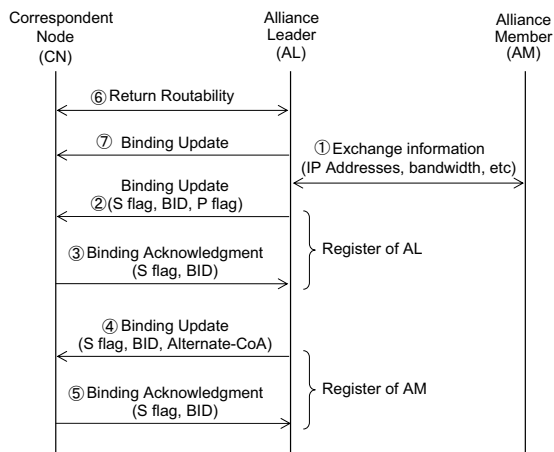 Correspondent
Node
(CN)
Alliance
Leader
(AL)
Alliance
Member
(AM)
⑥ Return Routability
⑦ Binding Update
① Exchange information
(IP Addresses, bandwidth, etc)
Binding Update
②(S flag, BID, P flag)
③ Binding Acknowledgment
(S flag, BID)
Register of AL
④ Binding Update
(S flag, BID, Alternate-CoA)
⑤ Binding Acknowledgment
(S flag, BID)
Register of AM